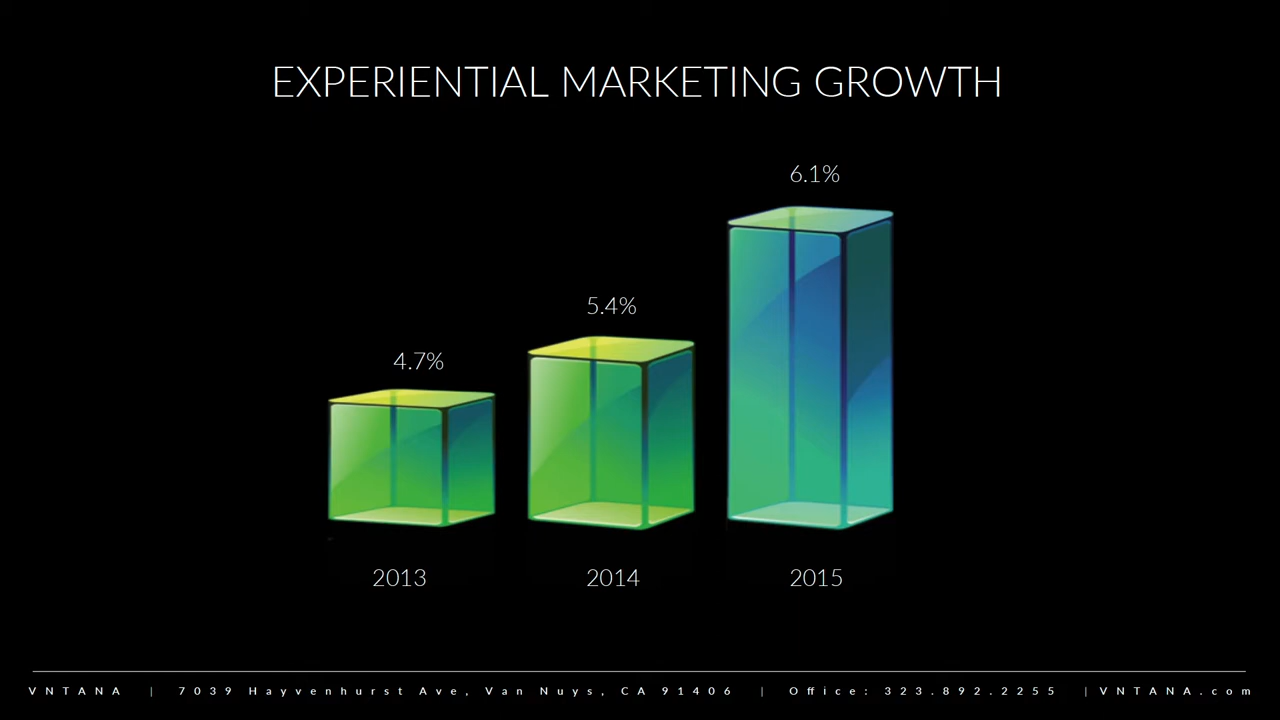 EXPERIENTIAL MARKETING GROWTH
6.1%
5.4%
4.7%
2013 2014 2015
VNTANA | 7039 Hayvenhurst Ave, Van Nuys, CA 91406 | Office: 323.892.2255 | VNTANA.com